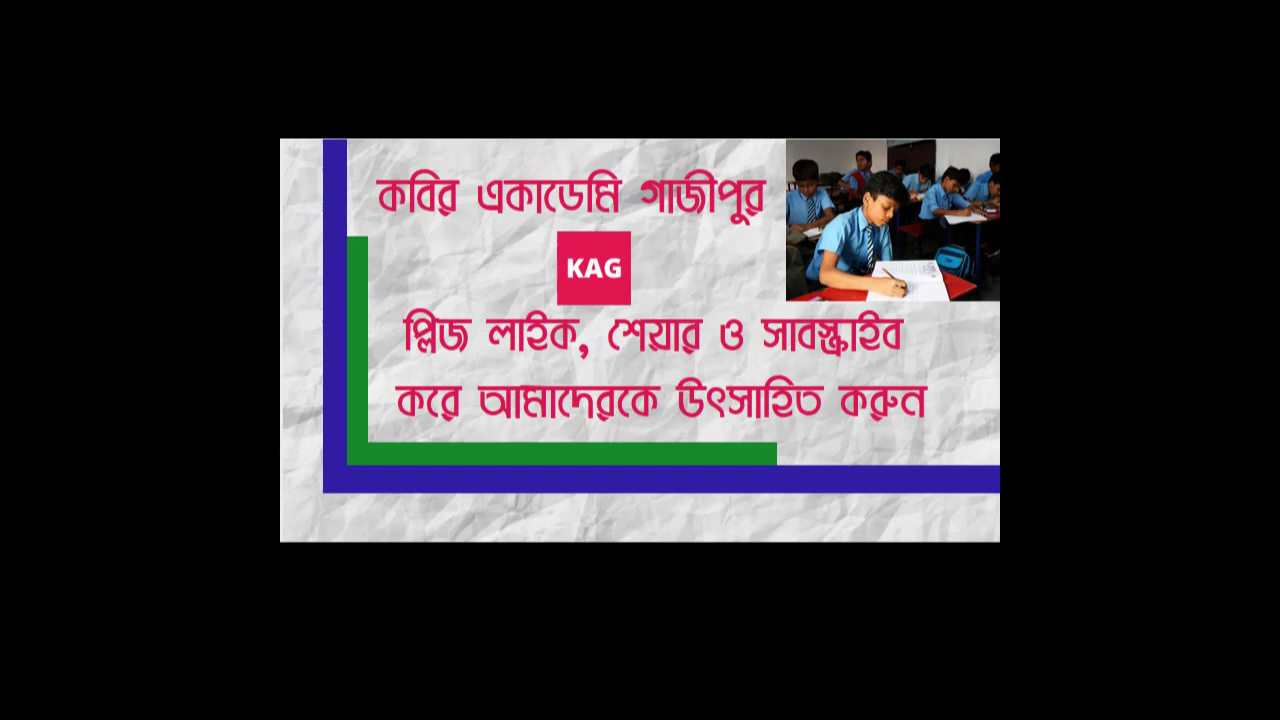 কবির একাডেমি গাজীপুর
KAG
প্লিজ লাইক, শেয়ার ও সাবস্ক্রাইব
করে আমাদেরকে উৎসাহিত করুন